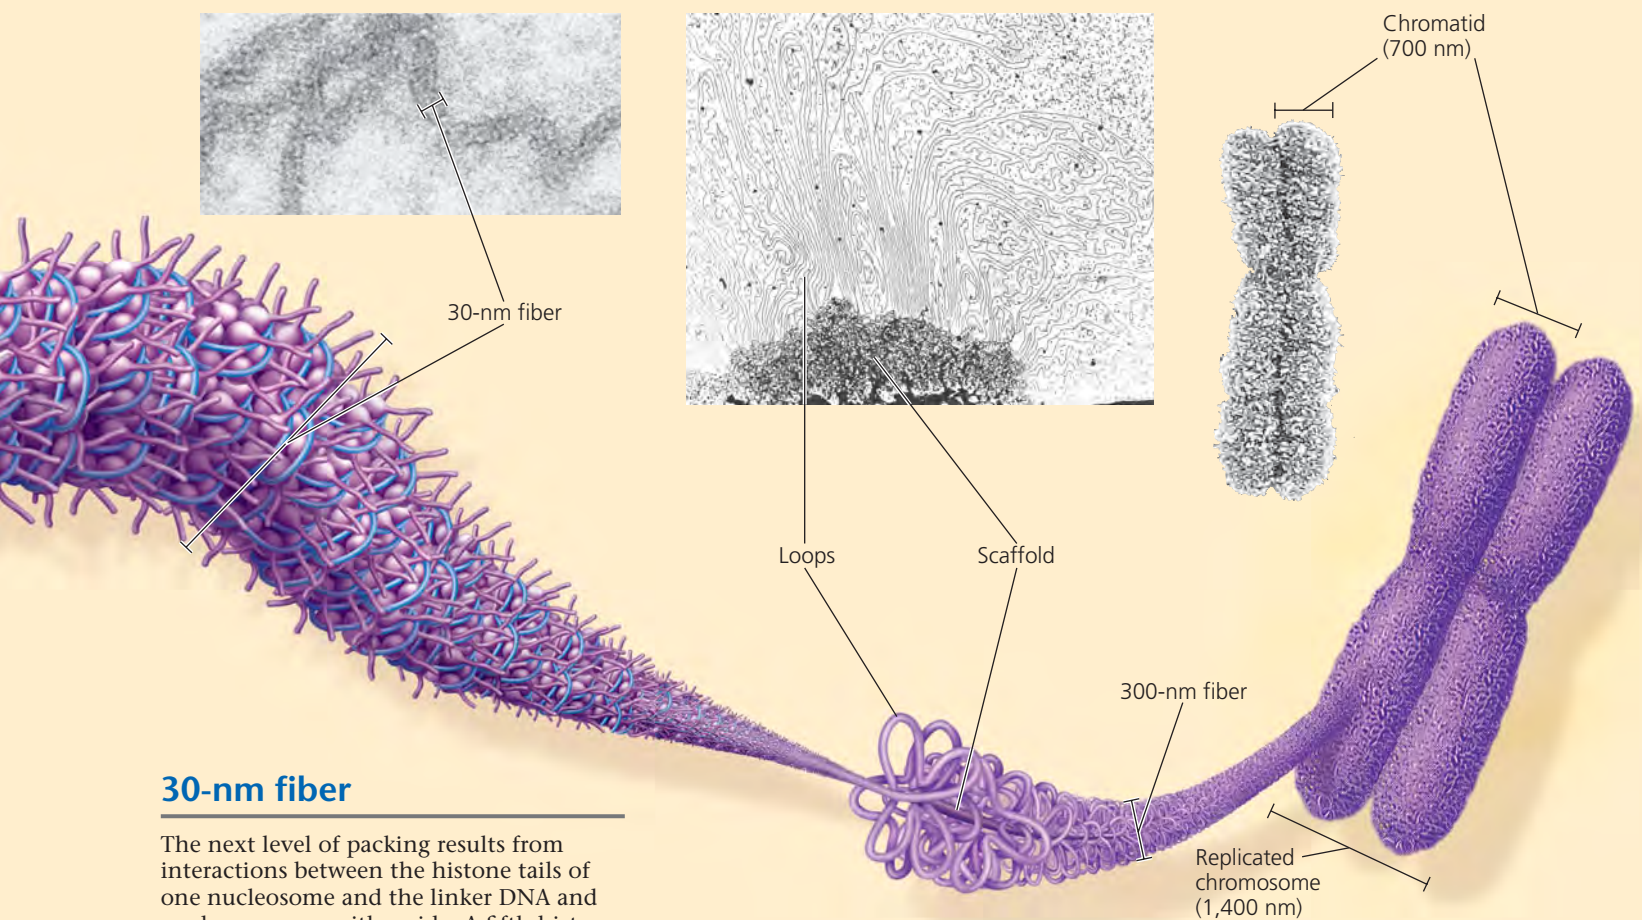 Chromatid
(700 nm)
30-nm fiber
Loops
Scaffold
300-nm fiber
Replicated
chromosome
(1,400 nm)
30-nm fiber
The next level of packing results from
interactions between the histone tails of
one nucleosome and the linker DNA and